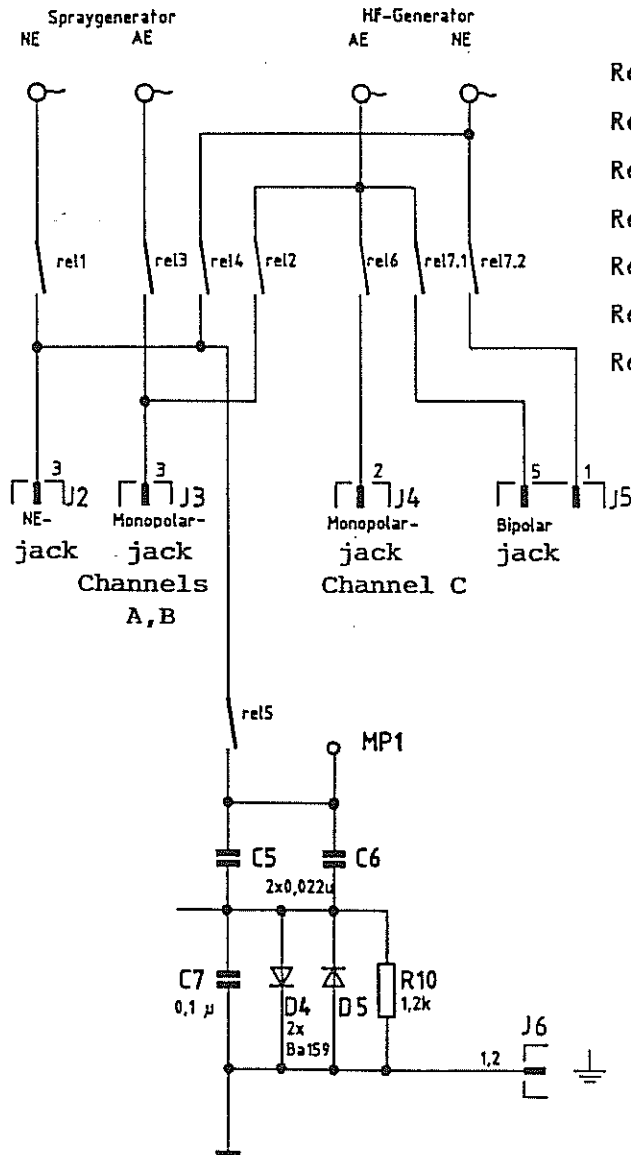 Spraygenerator
HF-Generator
NE
AE
AE
NE
Re
Re
Re
Re
Re
Re
Re
rel1
rel3
rel4
rel2
rel6
rel7.1
rel7.2
3
J2
3
J3
2
J4
5
1
J5
NE-
Monopolar-
Monopolar-
Bipolar
jack
jack
jack
jack
Channels
Channel C
A,B
rel5
MP1
C5
C6
2x0,022u
C7
0,1 µ
D4
2x
Ba159
D5
R10
1,2k
J6
1,2